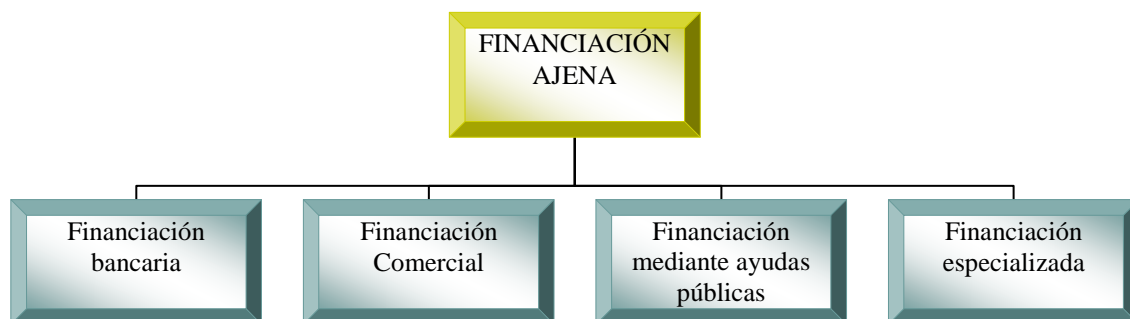 FINANCIACIÓN
AJENA
Financiación
bancaria
Financiación
Comercial
Financiación
mediante ayudas
públicas
Financiación
especializada